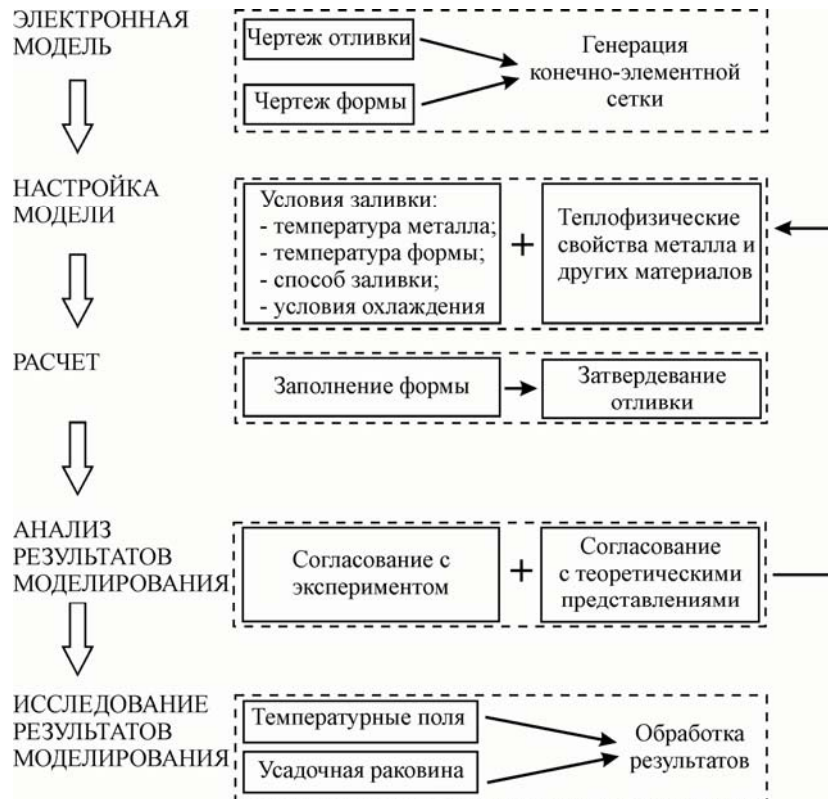 ЭЛЕКТРОННАЯ
МОДЕЛЬ
Чертеж отливки
Чертеж формы
Генерация
конечно-элементной
сетки
НАСТРОЙКА
МОДЕЛИ
Условия заливки:
- температура металла;
- температура формы;
- способ заливки;
- условия охлаждения
+
Теплофизические
свойства металла и
других материалов
РАСЧЕТ
Заполнение формы
Затвердевание
отливки
АНАЛИЗ
РЕЗУЛЬТАТОВ
МОДЕЛИРОВАНИЯ
Согласование с
экспериментом
+
Согласование
с теоретическими
представлениями
ИССЛЕДОВАНИЕ
РЕЗУЛЬТАТОВ
МОДЕЛИРОВАНИЯ
Температурные поля
Усадочная раковина
Обработка
результатов